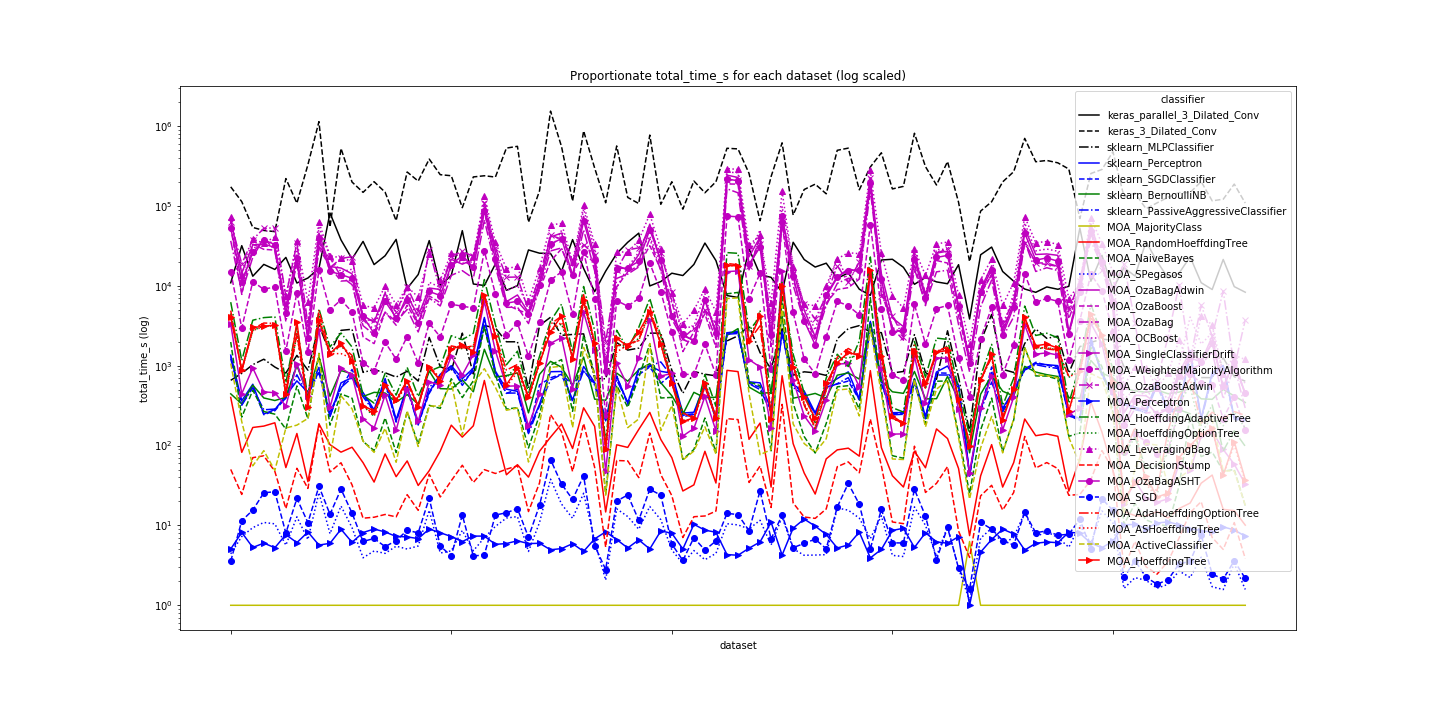 Proportionate total_time_s for each dataset (log scaled)
classifier
keras_parallel_3_Dilated_Conv
keras_3_Dilated_Conv
sklearn_MLPClassifier
sklearn_Perceptron
sklearn_SGDClassifier
sklearn_BernoulliNB
sklearn_PassiveAggressiveClassifier
MOA_MajorityClass
MOA_RandomHoeffdingTree
MOA_NaiveBayes
MOA_SPegasos
MOA_OzaBagAdwin
MOA_OzaBoost
MOA_OzaBag
MOA_OCBoost
MOA_SingleClassifierDrift
MOA_WeightedMajorityAlgorithm
MOA_OzaBoostAdwin
MOA_Perceptron
MOA_HoeffdingAdaptiveTree
MOA_HoeffdingOptionTree
MOA_LeveragingBag
MOA_DecisionStump
MOA_OzaBagASHT
MOA_SGD
MOA_AdaHoeffdingOptionTree
MOA_ASHoeffdingTree
MOA_ActiveClassifier
MOA_HoeffdingTree
10^6
10^5
10^4
10^3
10^2
10^1
10^0
total_time_s (log)
dataset